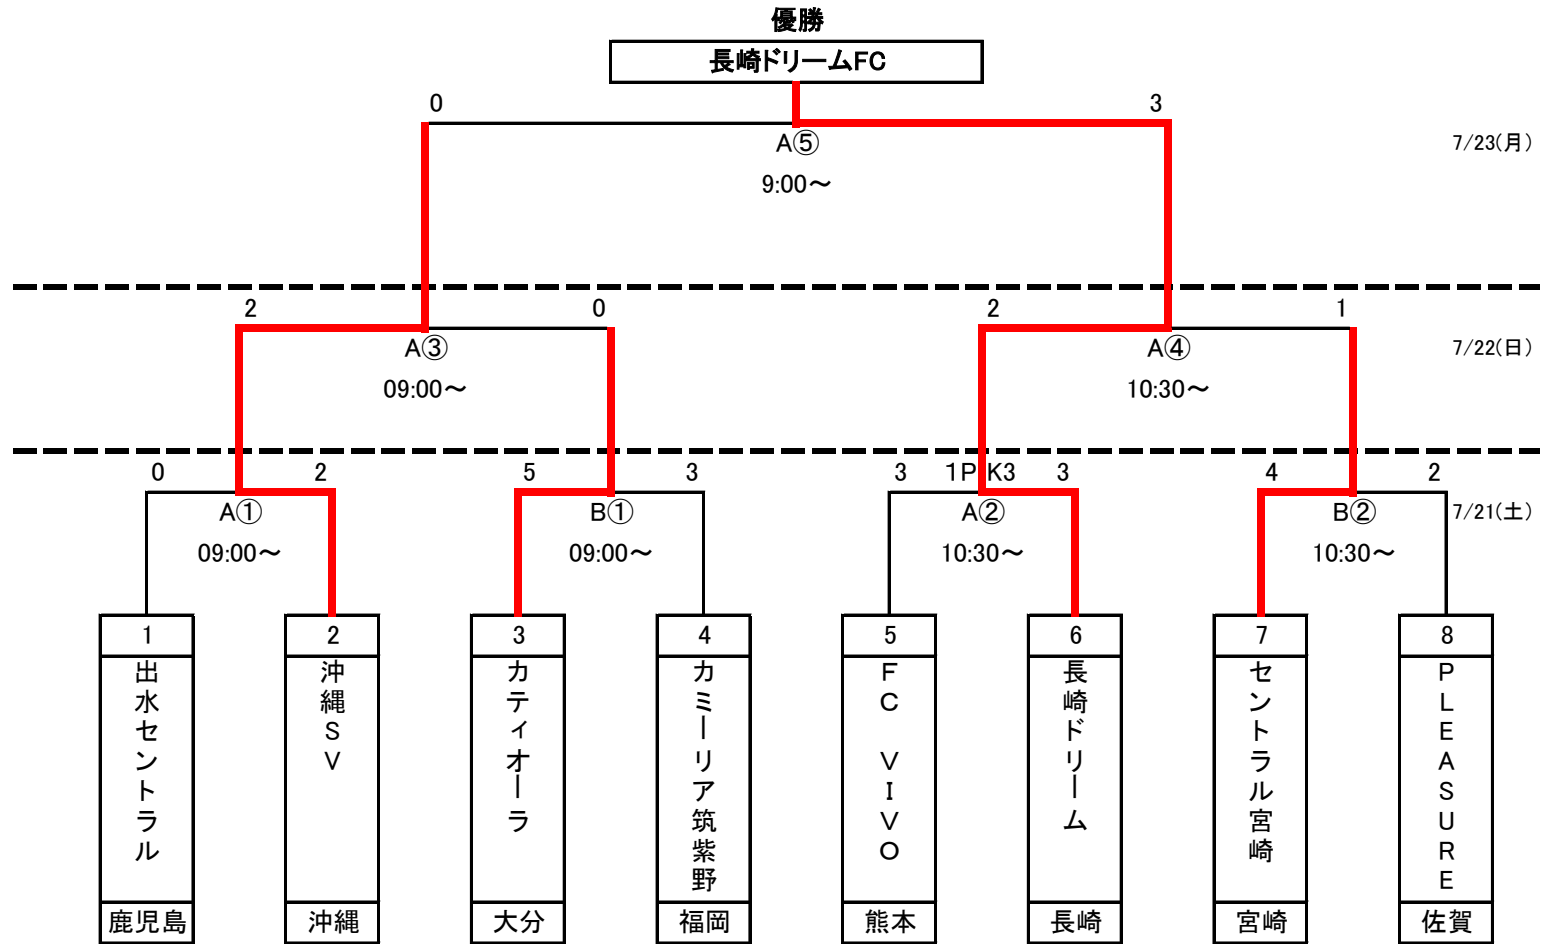 優勝
長崎ドリームFC
0 3
A⑤ 7/23(月)
9:00～
2 0 2 1
A③ A④ 7/22(日)
09:00～ 10:30～
0 2 5 3 3 1PK3 3 4 2
A① B① A② B② 7/21(土)
09:00～ 09:00～ 10:30～ 10:30～
1 2 3 4 5 6 7 8
出水セントラル
沖縄SV
カティオーラ
カミーリア筑紫野
FC VIVO
長崎ドリーム
セントラル宮崎
PLEASURE
鹿児島 沖縄 大分 福岡 熊本 長崎 宮崎 佐賀